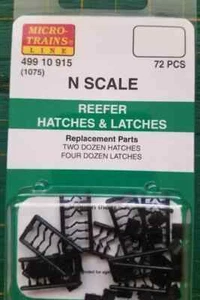 MICRO-
TRAINS®
LINE
499 10 915
(1075)
72 PCS
N SCALE
REEFER
HATCHES & LATCHES
Replacement Parts
TWO DOZEN HATCHES
FOUR DOZEN LATCHES